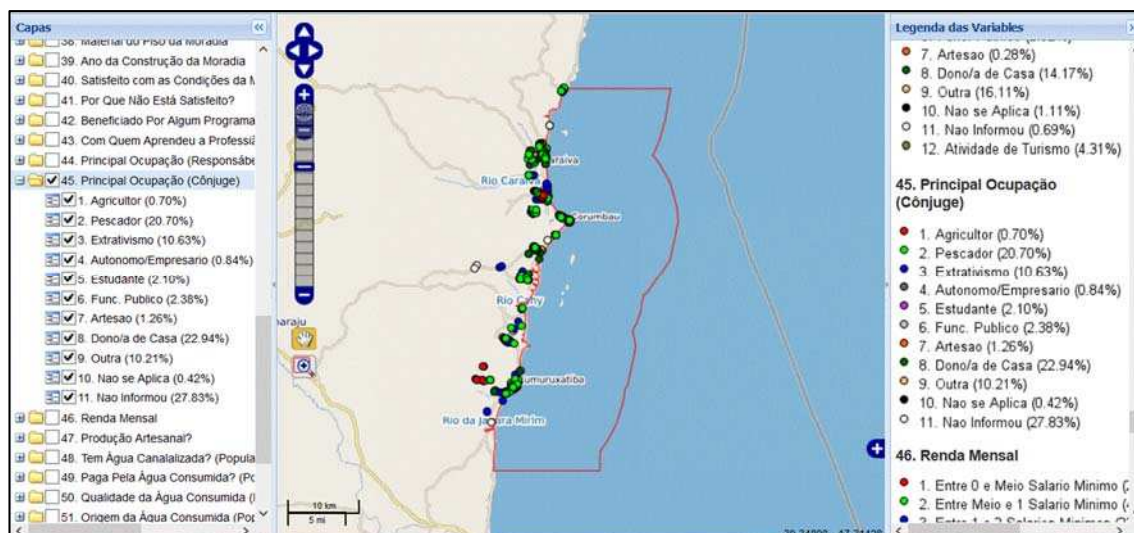 Capas
38. Material do Piso da Moradia
39. Ano da Construção da Moradia
40. Satisfeito com as Condições da M
41. Por Que Não Está Satisfeito?
42. Beneficiado Por Algum Programa
43. Com Quem Aprendeu a Professiã
44. Principal Ocupação (Responsábe
45. Principal Ocupação (Cônjuge)
1. Agricultor (0.70%)
2. Pescador (20.70%)
3. Extrativismo (10.63%)
4. Autonomo/Empresario (0.84%)
5. Estudante (2.10%)
6. Func. Publico (2.38%)
7. Artesao (1.26%)
8. Dono/a de Casa (22.94%)
9. Outra (10.21%)
10. Nao se Aplica (0.42%)
11. Nao Informou (27.83%)
46. Renda Mensal
47. Produção Artesanal?
48. Tem Água Canalalizada? (Popula
49. Paga Pela Água Consumida? (Po
50. Qualidade da Água Consumida (
51. Origem da Água Consumida (Pop
Rio Caraíva
Corumbau
Rio Cahy
umuruxatiba
10 km
5 mi
Legenda das Variables
7. Artesao (0.28%)
8. Dono/a de Casa (14.17%)
9. Outra (16.11%)
10. Nao se Aplica (1.11%)
11. Nao Informou (0.69%)
12. Atividade de Turismo (4.31%)
45. Principal Ocupação
(Cônjuge)
1. Agricultor (0.70%)
2. Pescador (20.70%)
3. Extrativismo (10.63%)
4. Autonomo/Empresario (0.84%)
5. Estudante (2.10%)
6. Func. Publico (2.38%)
7. Artesao (1.26%)
8. Dono/a de Casa (22.94%)
9. Outra (10.21%)
10. Nao se Aplica (0.42%)
11. Nao Informou (27.83%)
46. Renda Mensal
1. Entre 0 e Meio Salario Minimo (2
2. Entre Meio e 1 Salario Minimo (4